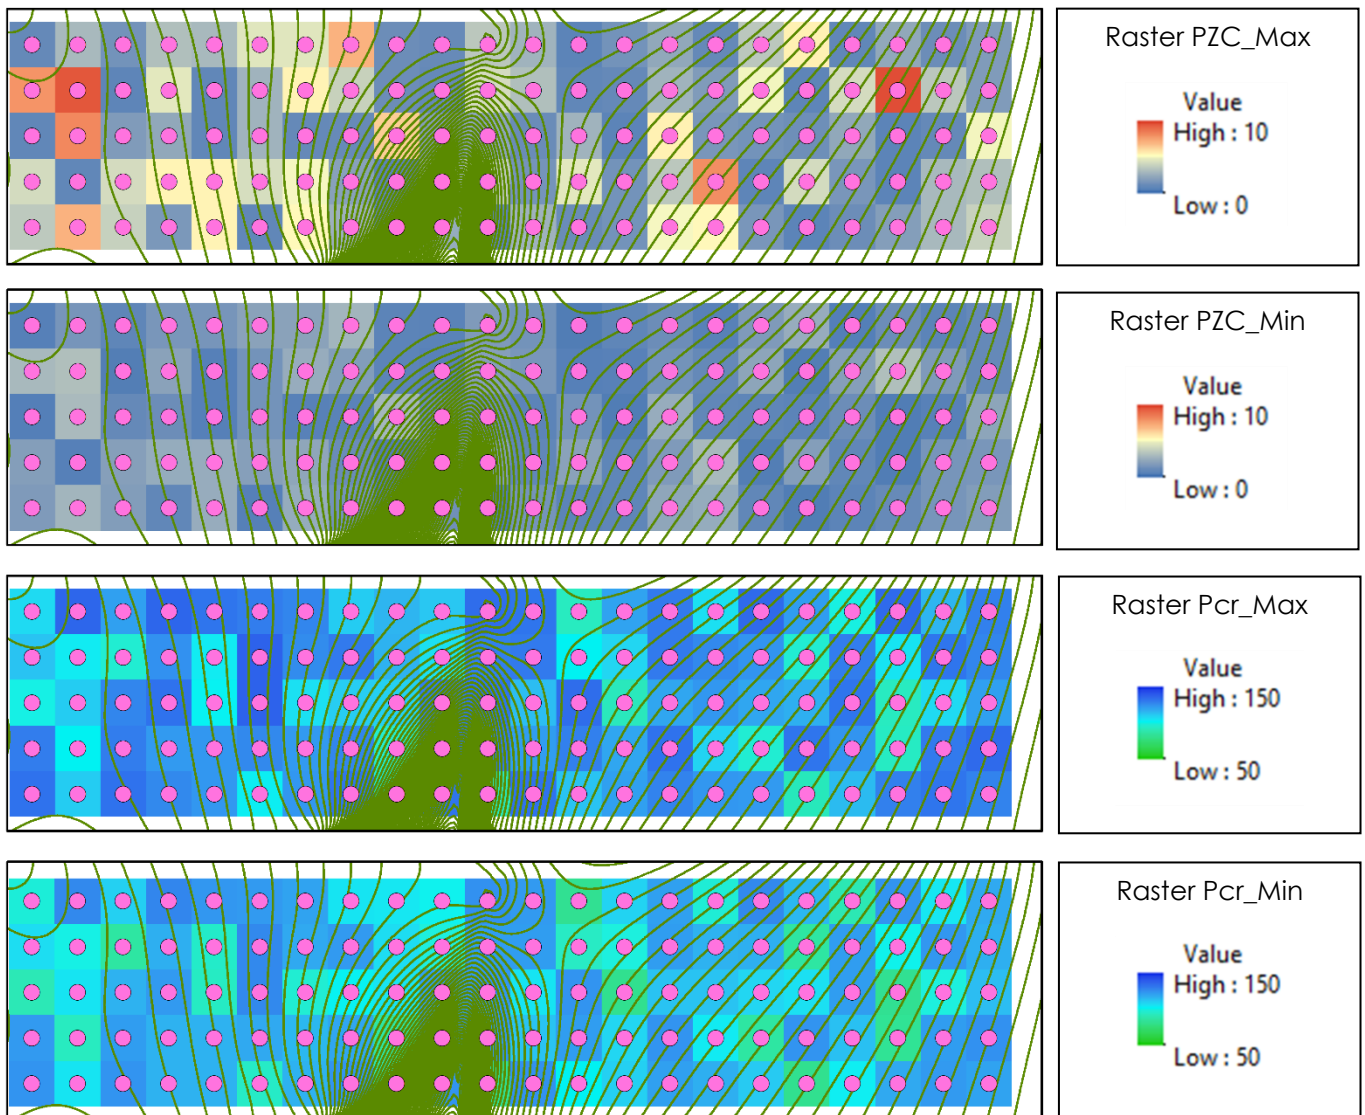 Raster PZC_Max
Value
High : 10
Low : 0
Raster PZC_Min
Value
High : 10
Low : 0
Raster Pcr_Max
Value
High : 150
Low : 50
Raster Pcr_Min
Value
High : 150
Low : 50